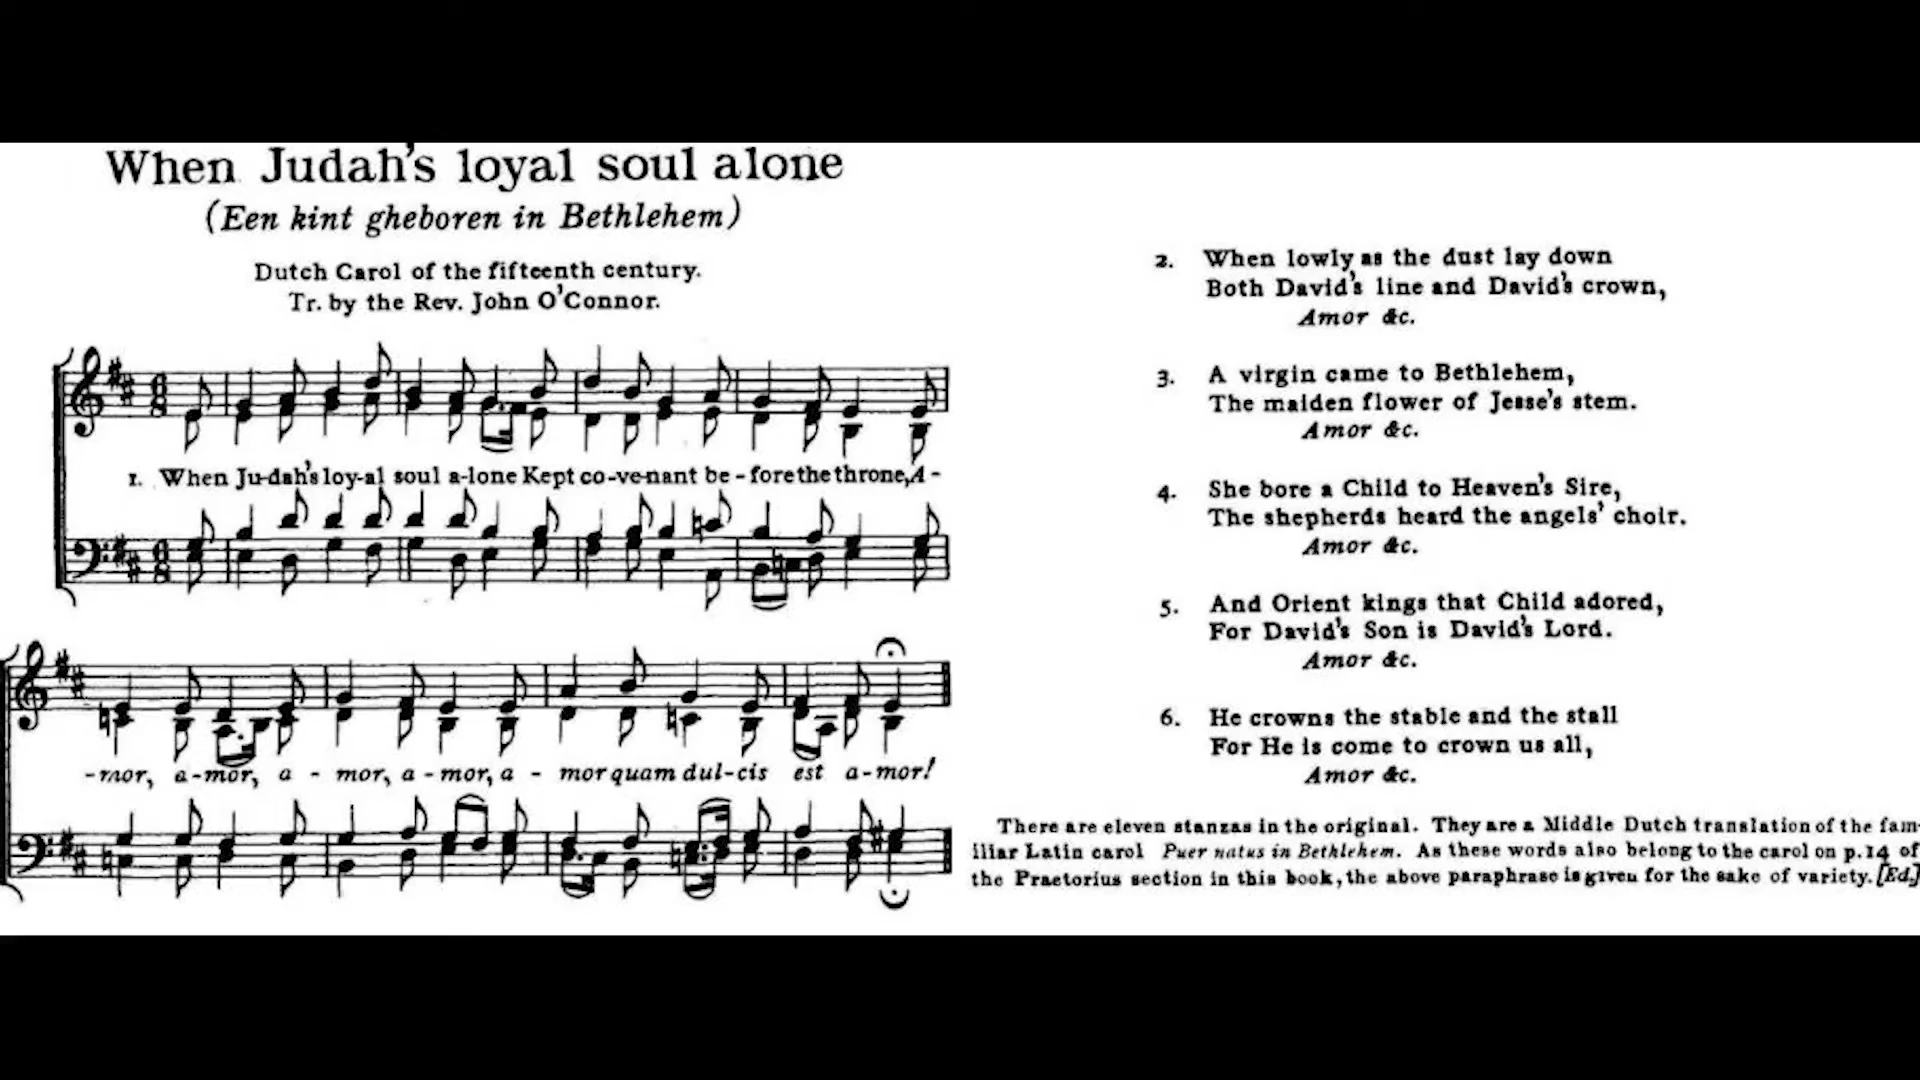 When Judah's loyal soul alone
(Een kint gheboren in Bethlehem)
Dutch Carol of the fifteenth century.
Tr. by the Rev. John O'Connor.
1. When Ju-dah's loy-al soul a-lone Kept co-ve-nant be-fore the throne, A-
-mor, a-mor, a - mor, a-mor, a - mor quam dul-cis est a-mor!
2. When lowly as the dust lay down
Both David's line and David's crown,
Amor &c.
3. A virgin came to Bethlehem,
The maiden flower of Jesse's stem.
Amor &c.
4. She bore a Child to Heaven's Sire,
The shepherds heard the angels' choir.
Amor &c.
5. And Orient kings that Child adored,
For David's Son is David's Lord.
Amor &c.
6. He crowns the stable and the stall
For He is come to crown us all,
Amor &c.
There are eleven stanzas in the original. They are a Middle Dutch translation of the fam-
iliar Latin carol Puer natus in Bethlehem. As these words also belong to the carol on p.14 of
the Praetorius section in this book, the above paraphrase is given for the sake of variety. [Ed.]